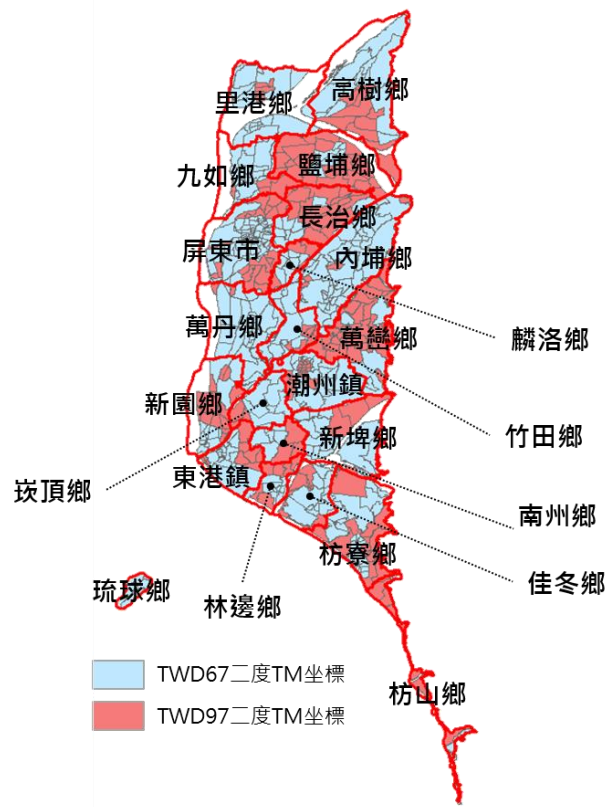 高樹鄉
里港鄉
鹽埔鄉
九如鄉
長治鄉
屏東市
內埔鄉
萬丹鄉
萬巒鄉
麟洛鄉
潮州鎮
新園鄉
新埤鄉
竹田鄉
東港鎮
崁頂鄉
南州鄉
枋寮鄉
佳冬鄉
琉球鄉
林邊鄉
TWD67二度TM坐標
枋山鄉
TWD97二度TM坐標